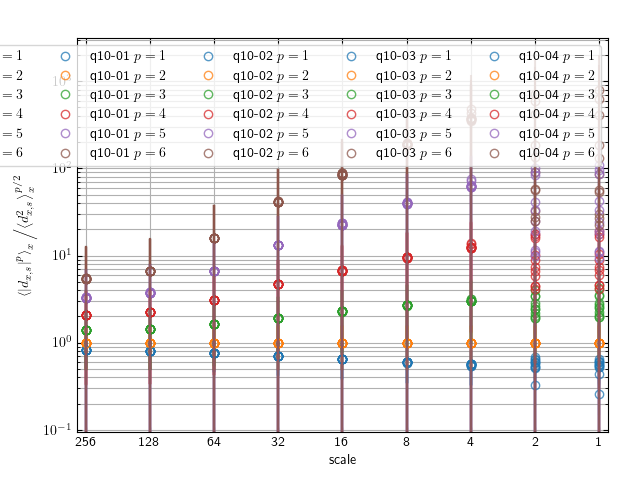 = 1 q10-01 p = 1 q10-02 p = 1 q10-03 p = 1 q10-04 p = 1
= 2 q10-01 p = 2 q10-02 p = 2 q10-03 p = 2 q10-04 p = 2
= 3 q10-01 p = 3 q10-02 p = 3 q10-03 p = 3 q10-04 p = 3
= 4 q10-01 p = 4 q10-02 p = 4 q10-03 p = 4 q10-04 p = 4
= 5 q10-01 p = 5 q10-02 p = 5 q10-03 p = 5 q10-04 p = 5
= 6 q10-01 p = 6 q10-02 p = 6 q10-03 p = 6 q10-04 p = 6
10²
10¹
10⁰
10⁻¹
⟨|d_{x,s}|^p⟩_x / ⟨d²_{x,s}⟩_x^{p/2}
256 128 64 32 16 8 4 2 1
scale